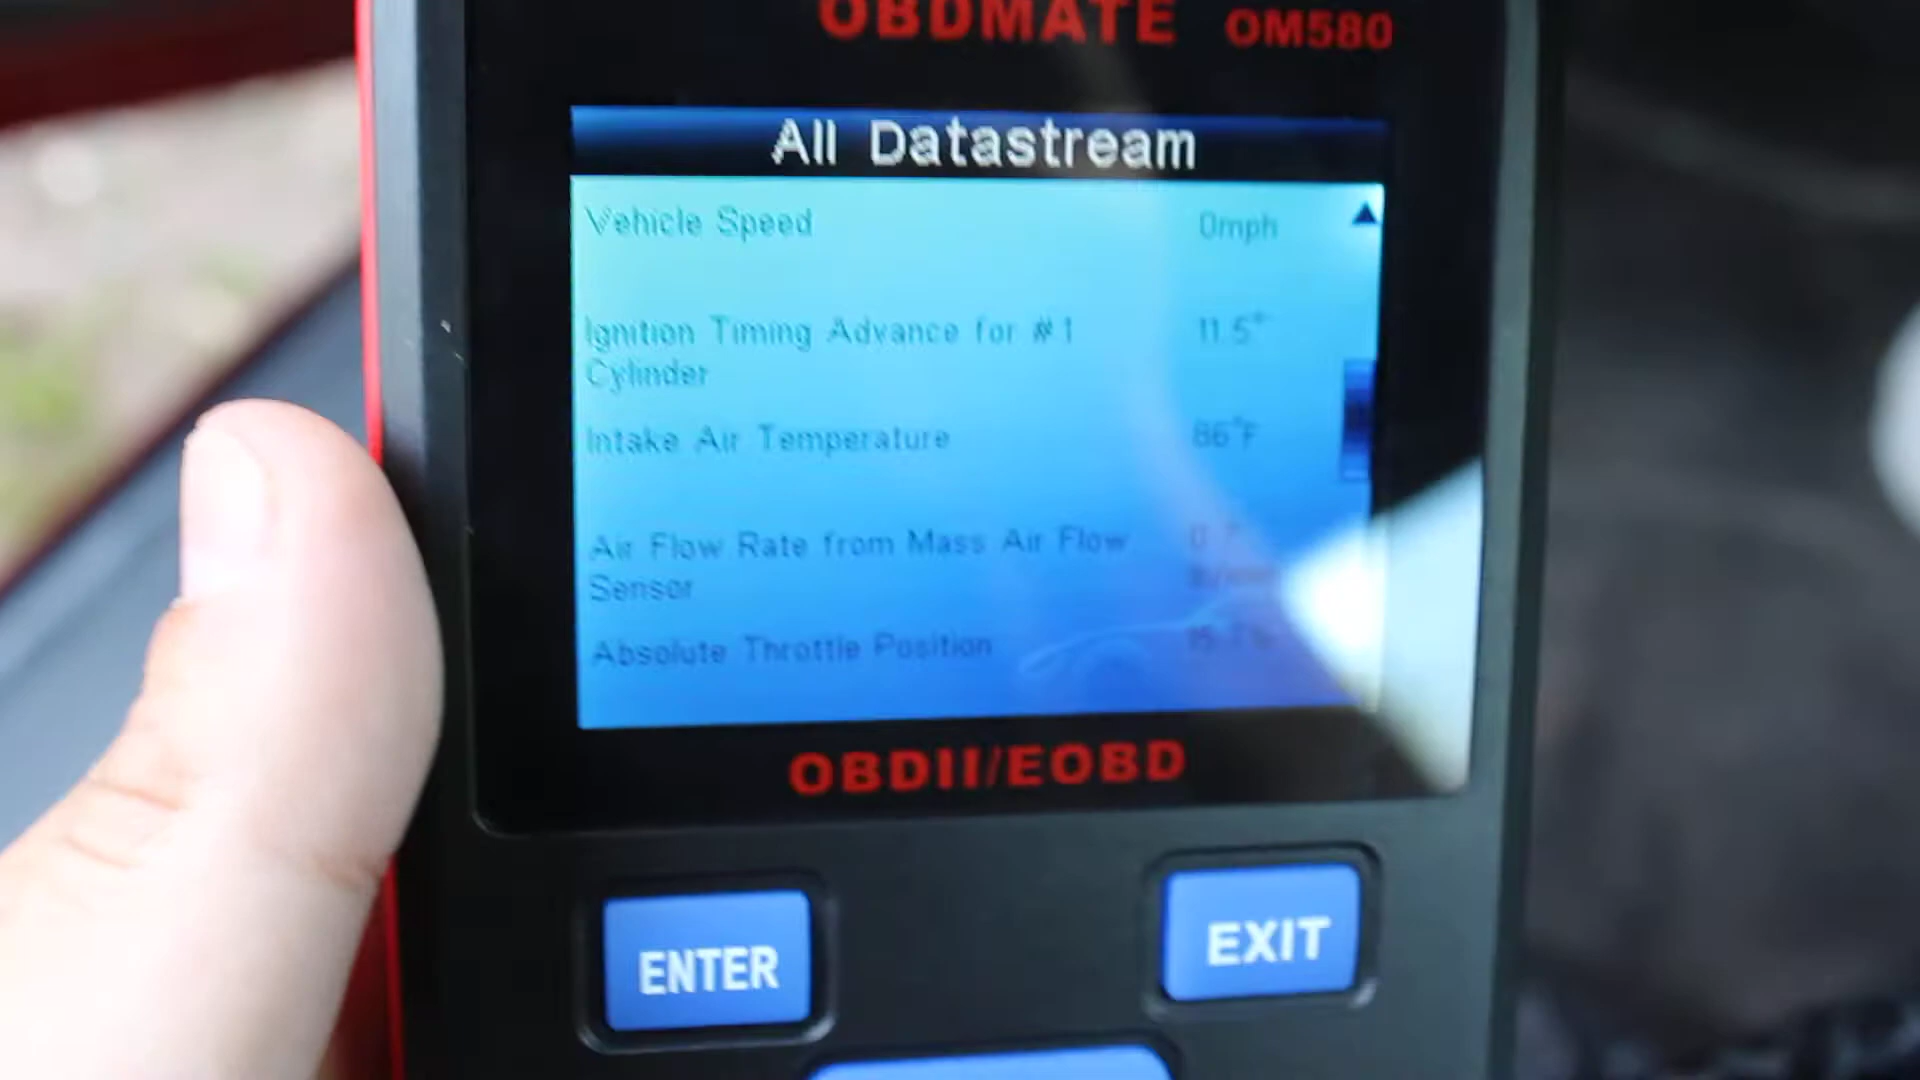 OBDMATE OM580
All Datastream
Vehicle Speed 0mph
Ignition Timing Advance for #1 11.5°
Cylinder
Intake Air Temperature 86°F
Air Flow Rate from Mass Air Flow
Sensor
Absolute Throttle Position
OBDII/EOBD
ENTER
EXIT